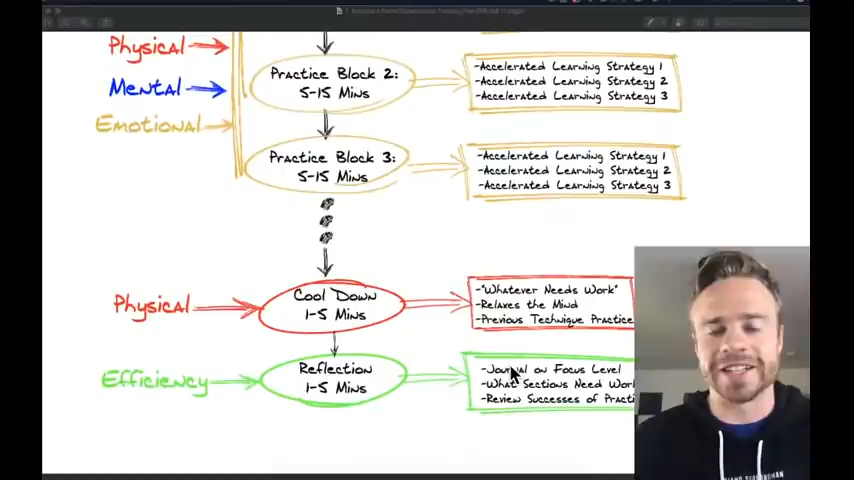 Physical
Mental
Emotional
Practice Block 2:
5-15 Mins
-Accelerated Learning Strategy 1
-Accelerated Learning Strategy 2
-Accelerated Learning Strategy 3
Practice Block 3:
5-15 Mins
-Accelerated Learning Strategy 1
-Accelerated Learning Strategy 2
-Accelerated Learning Strategy 3
Physical
Cool Down
1-5 Mins
-"Whatever Needs Work"
-Relaxes the Mind
-Previous Technique Practice
Efficiency
Reflection
1-5 Mins
-Journal on Focus Level
-What Sections Need Work
-Review Successes of Practi